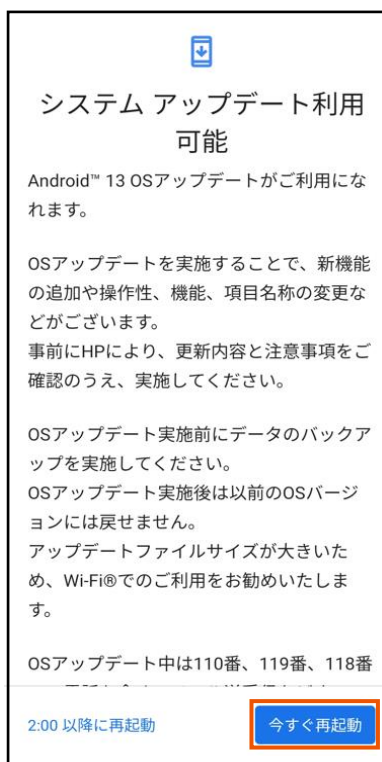 システム アップデート利用
可能
Android™ 13 OSアップデートがご利用にな
れます。
OSアップデートを実施することで、新機能
の追加や操作性、機能、項目名称の変更な
どがございます。
事前にHPにより、更新内容と注意事項をご
確認のうえ、実施してください。
OSアップデート実施前にデータのバックア
ップを実施してください。
OSアップデート実施後は以前のOSバージ
ョンには戻せません。
アップデートファイルサイズが大きいた
め、Wi-Fi®でのご利用をお勧めいたしま
す。
OSアップデート中は110番、119番、118番
2:00 以降に再起動
今すぐ再起動